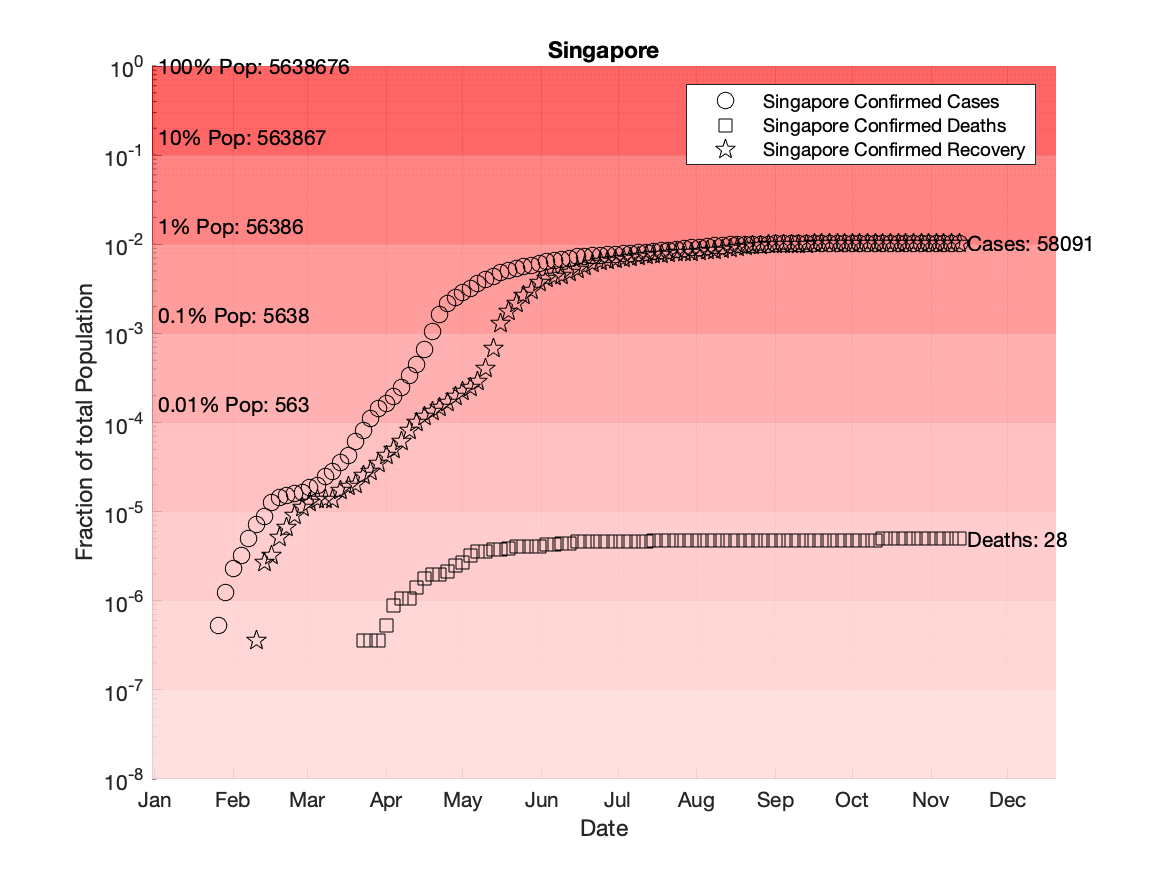 Singapore
10^0
100% Pop: 5638676
Singapore Confirmed Cases
Singapore Confirmed Deaths
Singapore Confirmed Recovery
10% Pop: 563867
10^-1
1% Pop: 56386
10^-2
Cases: 58091
0.1% Pop: 5638
10^-3
0.01% Pop: 563
10^-4
10^-5
Deaths: 28
10^-6
10^-7
10^-8
Fraction of total Population
Jan Feb Mar Apr May Jun Jul Aug Sep Oct Nov Dec
Date